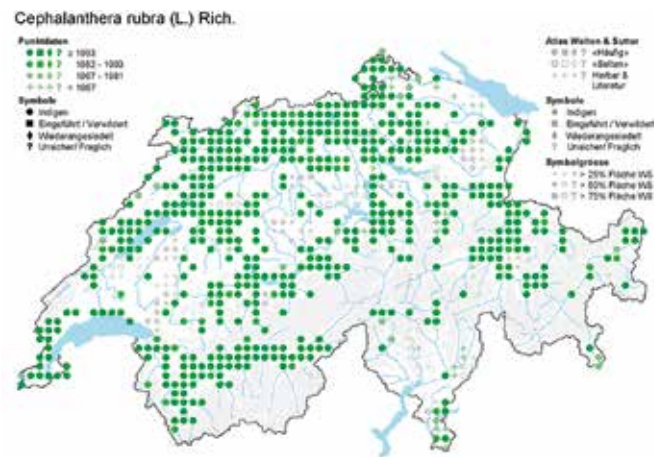 Cephalanthera rubra (L.) Rich.
Punktdaten
? ≥ 1993
? 1982 - 1993
? 1967 - 1981
? < 1967
Symbole
Indigen
Eingeführt / Verwildert
Wiederangesiedelt
? Unsicher / Fraglich
Atlas Welten & Sutter
? «Häufig»
? «Selten»
? Herbar &
Literatur
Symbole
Indigen
Eingeführt / Verwildert
Wiederangesiedelt
? Unsicher / Fraglich
Symbolgrösse
? > 25% Fläche WS
? > 50% Fläche WS
? > 75% Fläche WS